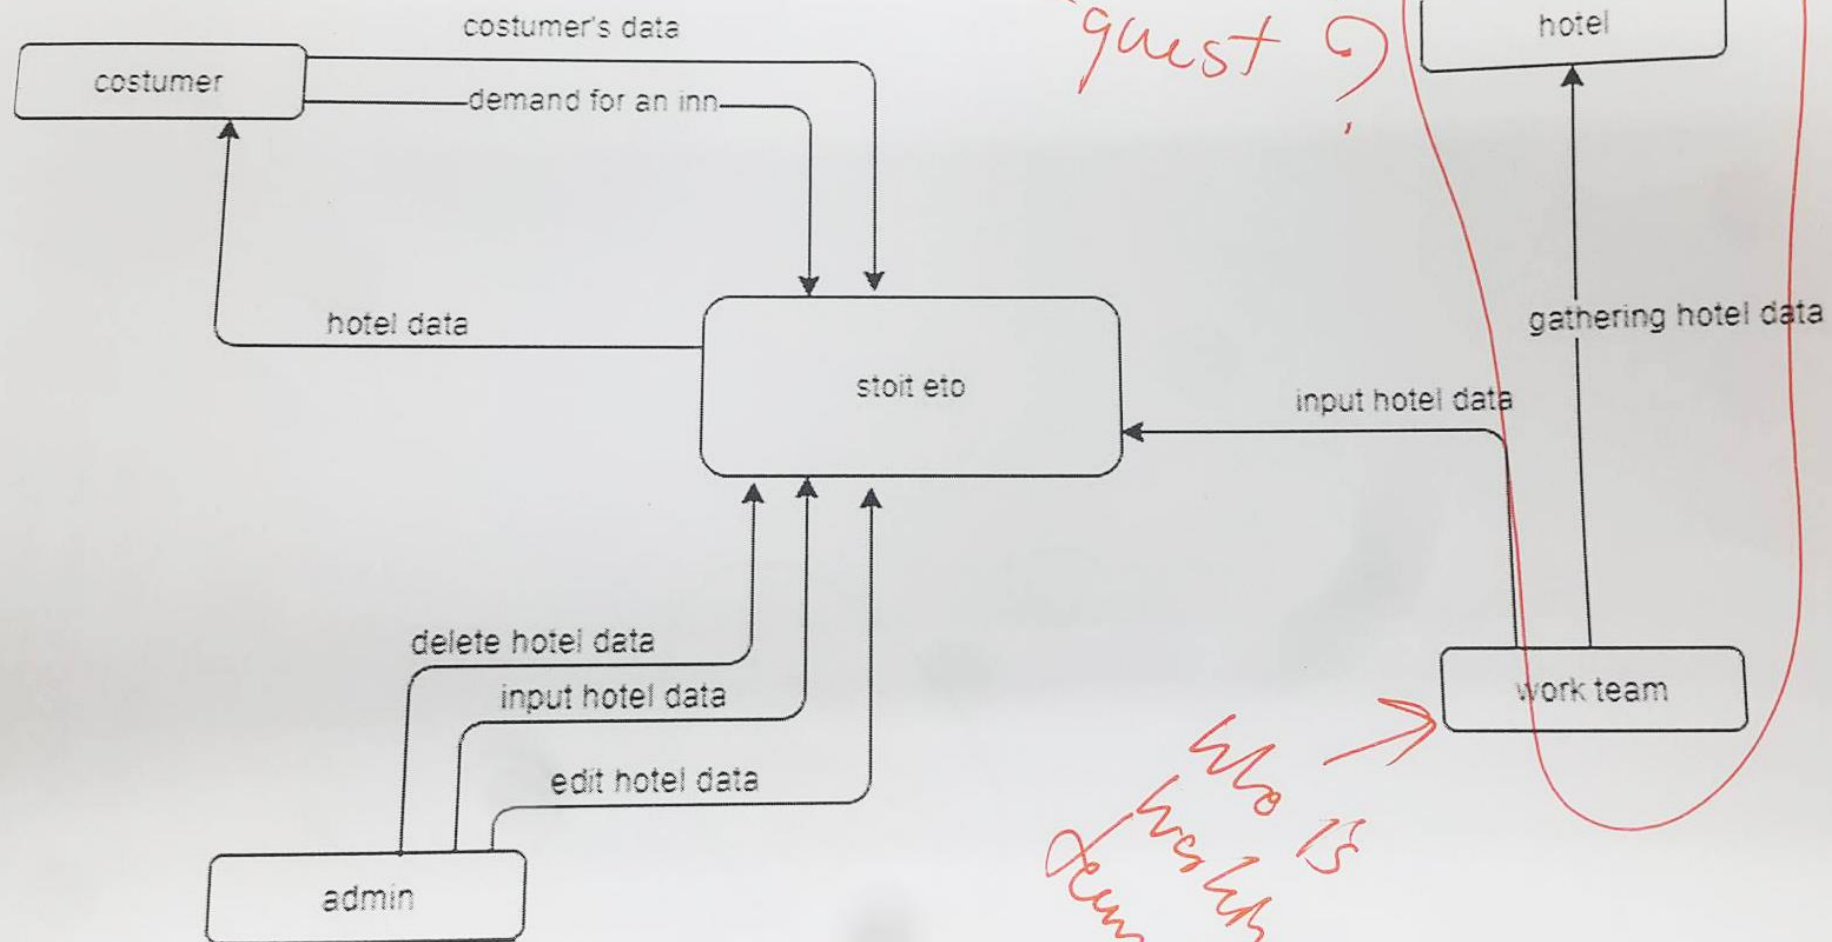 costumer's data
guest ?
hotel
costumer
demand for an inn
hotel data
gathering hotel data
stoit eto
input hotel data
delete hotel data
input hotel data
work team
edit hotel data
who is
admin